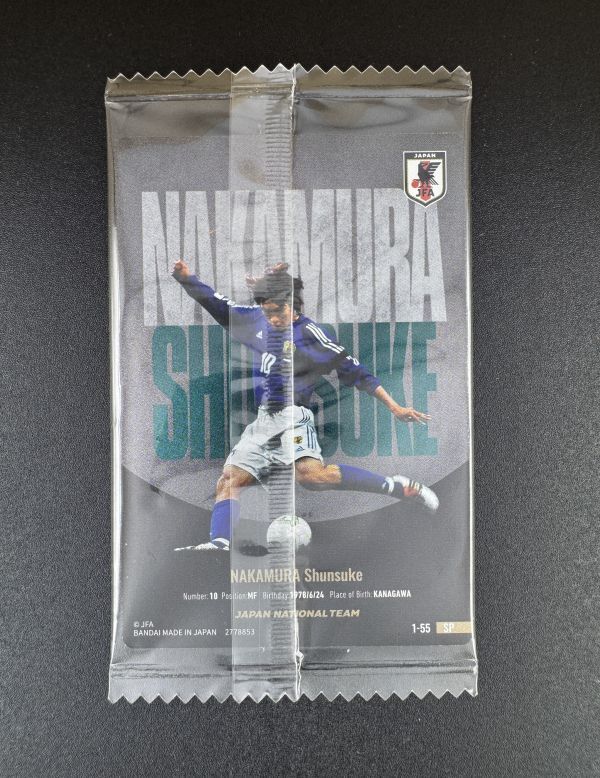 JAPAN
JFA
NAKAMURA
SHUNSUKE
10
NAKAMURA Shunsuke
Number:10 Position:MF Birthday:1978/6/24 Place of Birth:KANAGAWA
JAPAN NATIONAL TEAM
© JFA
BANDAI MADE IN JAPAN 2778853
1-55 SP